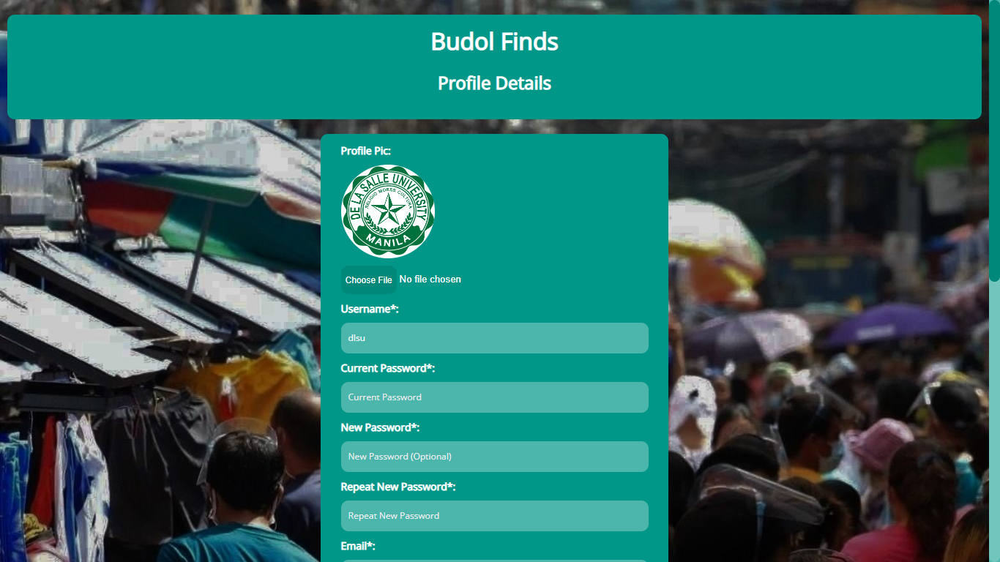 Budol Finds
Profile Details
Profile Pic:
DE LA SALLE UNIVERSITY
RELIGIO MORES CULTURA
MANILA
Choose File No file chosen
Username*:
dlsu
Current Password*:
Current Password
New Password*:
New Password (Optional)
Repeat New Password*:
Repeat New Password
Email*: